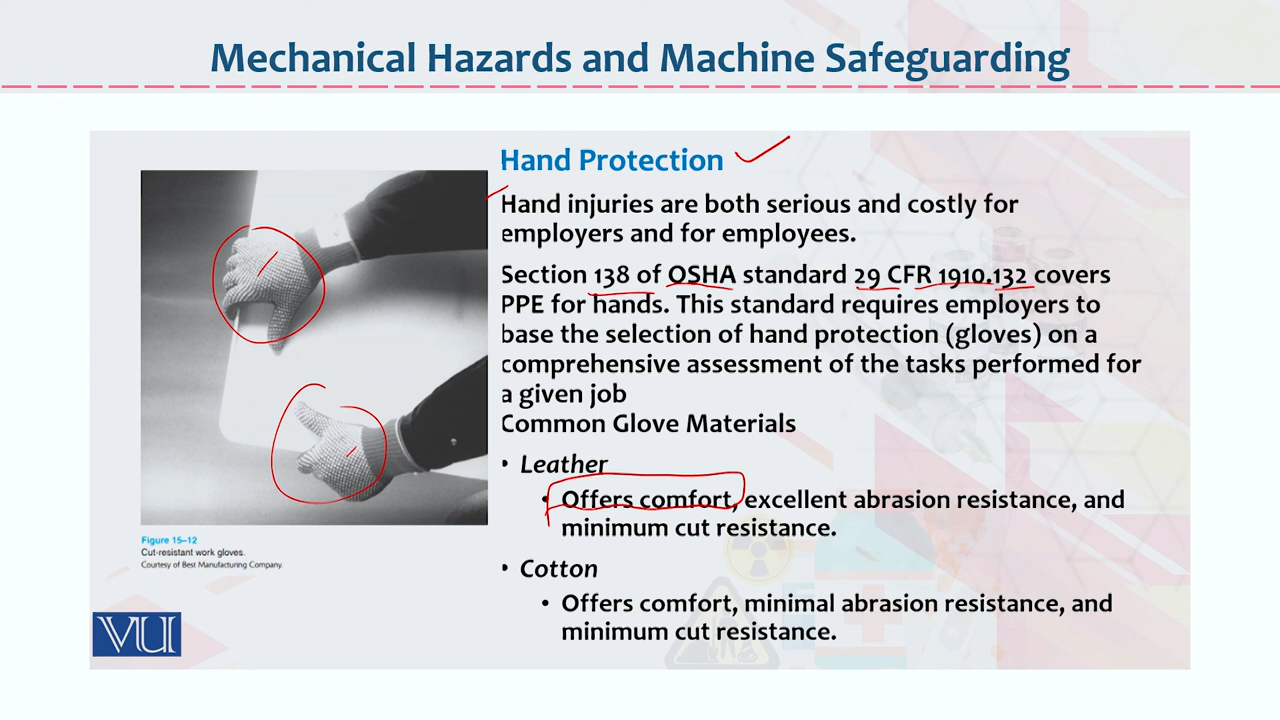 Mechanical Hazards and Machine Safeguarding
Hand Protection
Hand injuries are both serious and costly for
employers and for employees.
Section 138 of OSHA standard 29 CFR 1910.132 covers
PPE for hands. This standard requires employers to
base the selection of hand protection (gloves) on a
comprehensive assessment of the tasks performed for
a given job
Common Glove Materials
• Leather
• Offers comfort, excellent abrasion resistance, and
minimum cut resistance.
• Cotton
• Offers comfort, minimal abrasion resistance, and
minimum cut resistance.
Figure 15–12
Cut-resistant work gloves.
Courtesy of Best Manufacturing Company.
VU